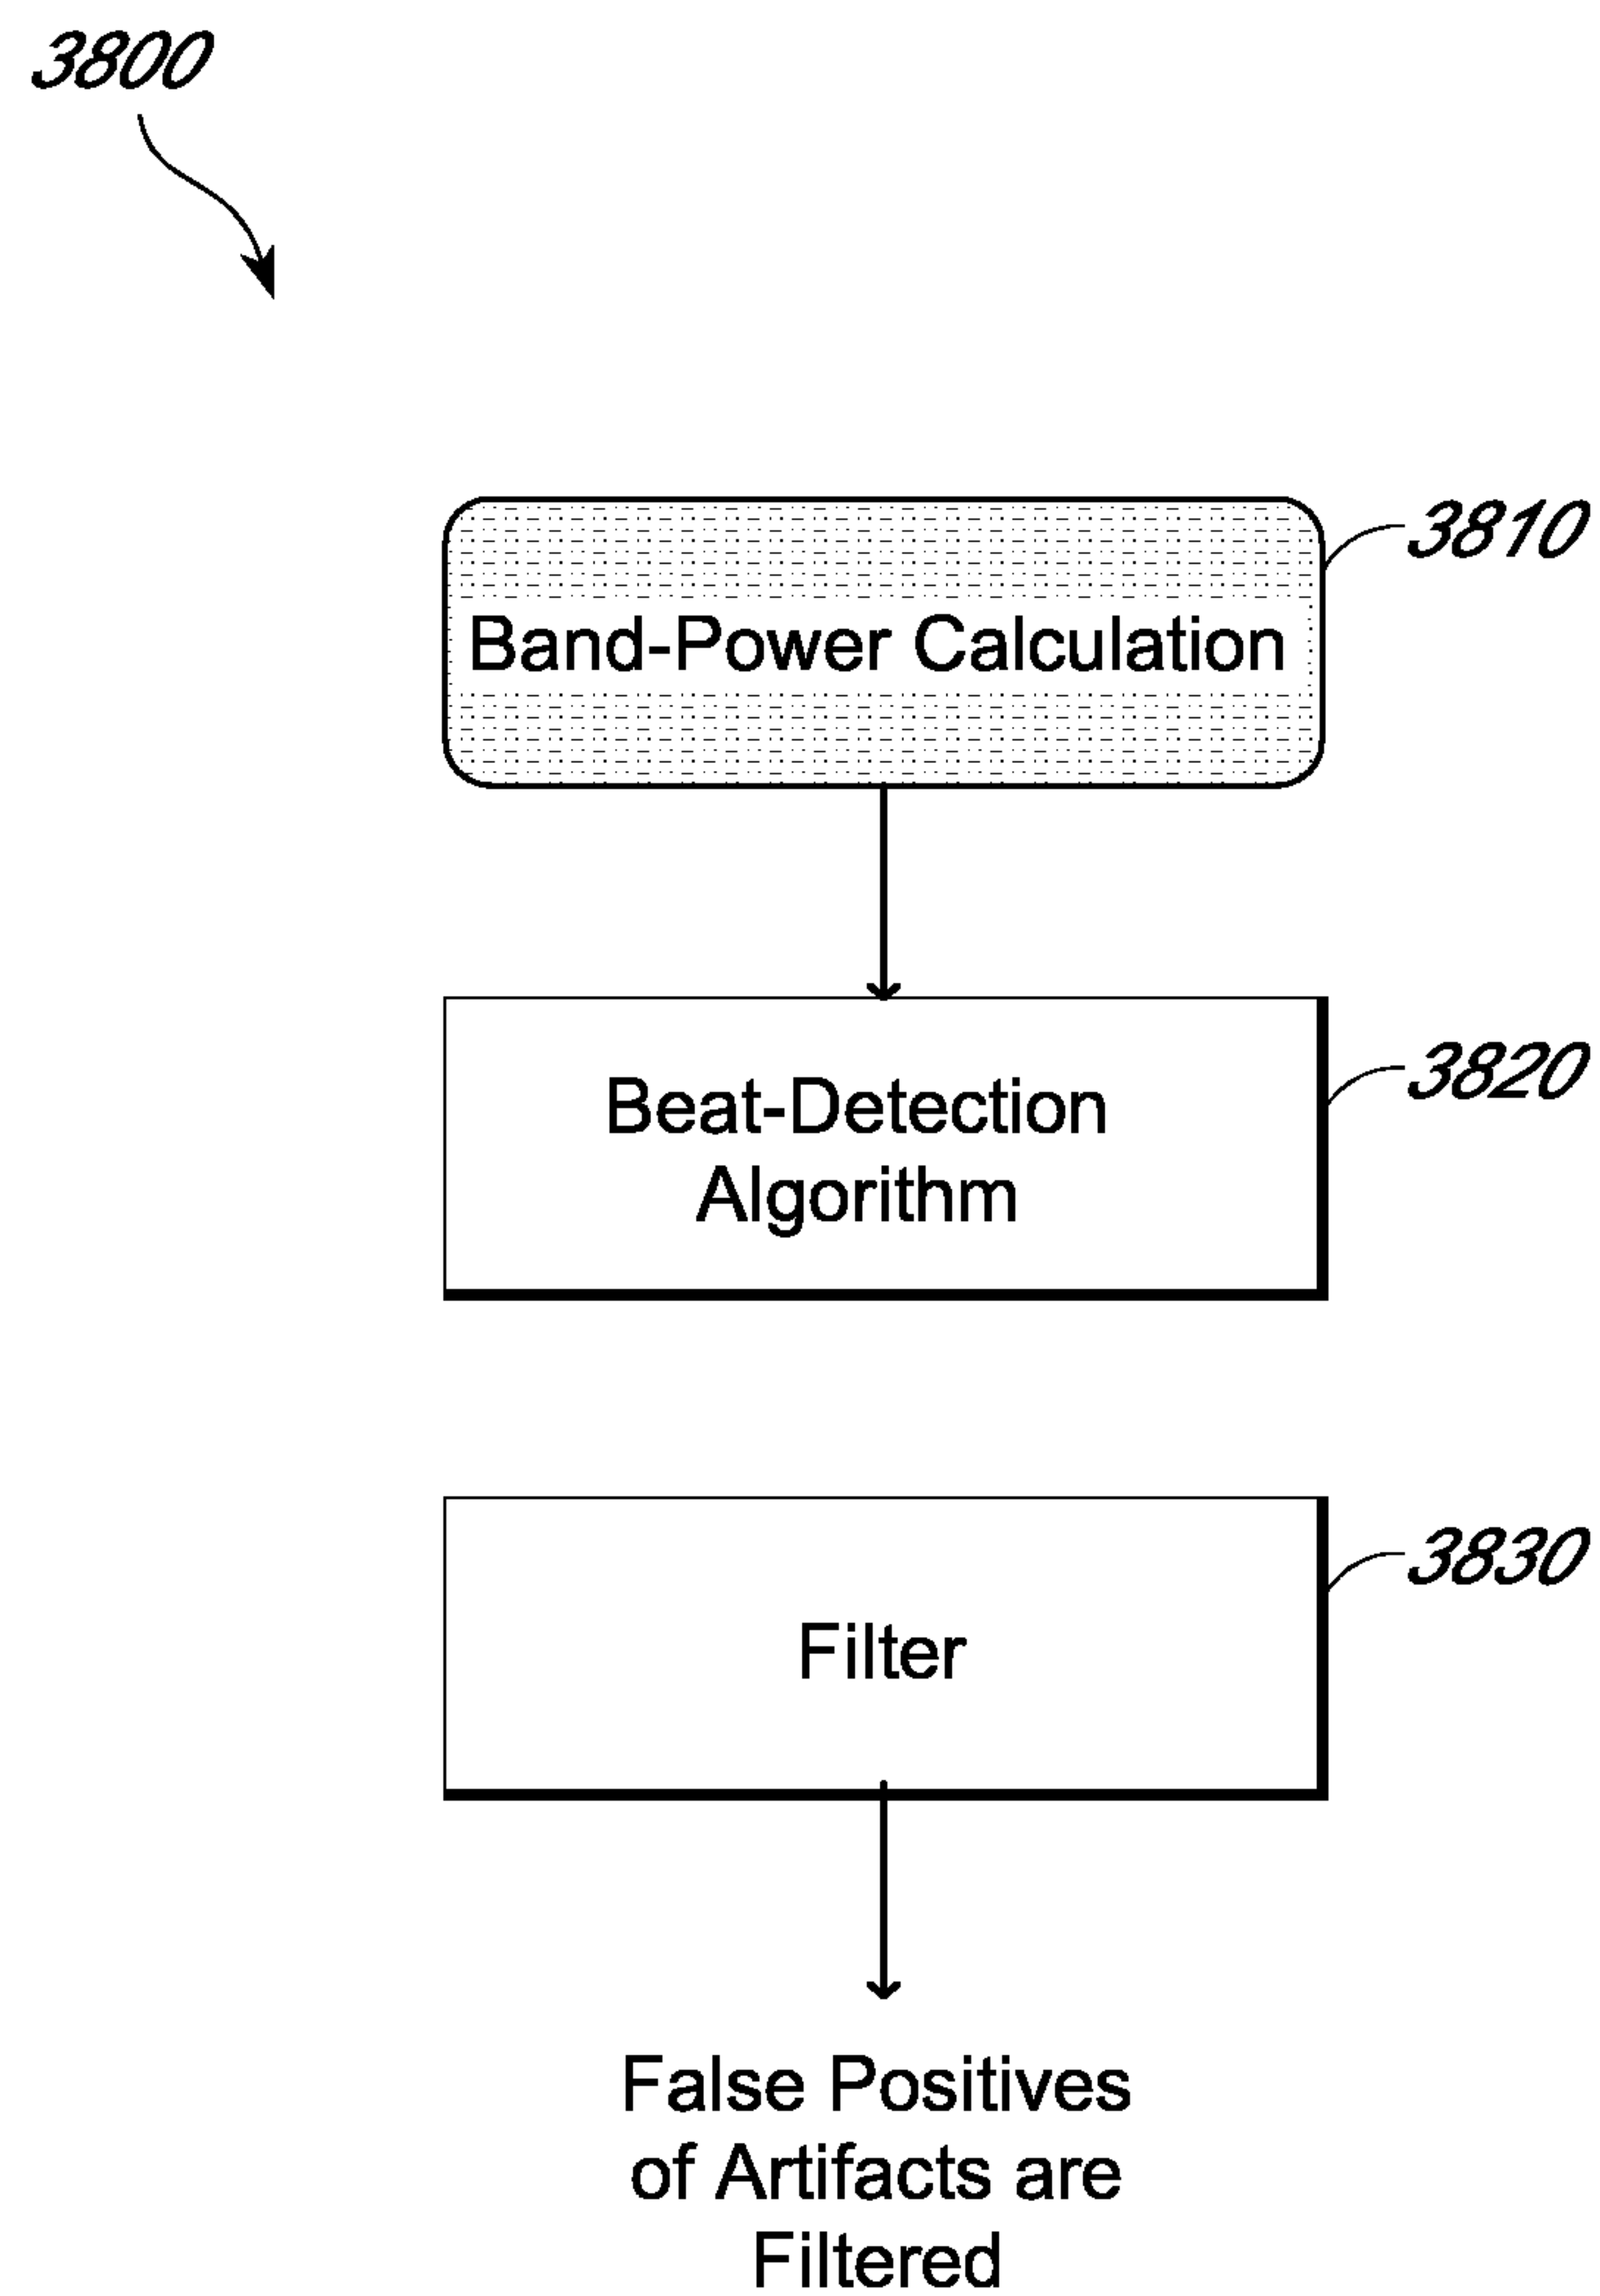 3800
3810
Band-Power Calculation
3820
Beat-Detection
Algorithm
3830
Filter
False Positives
of Artifacts are
Filtered